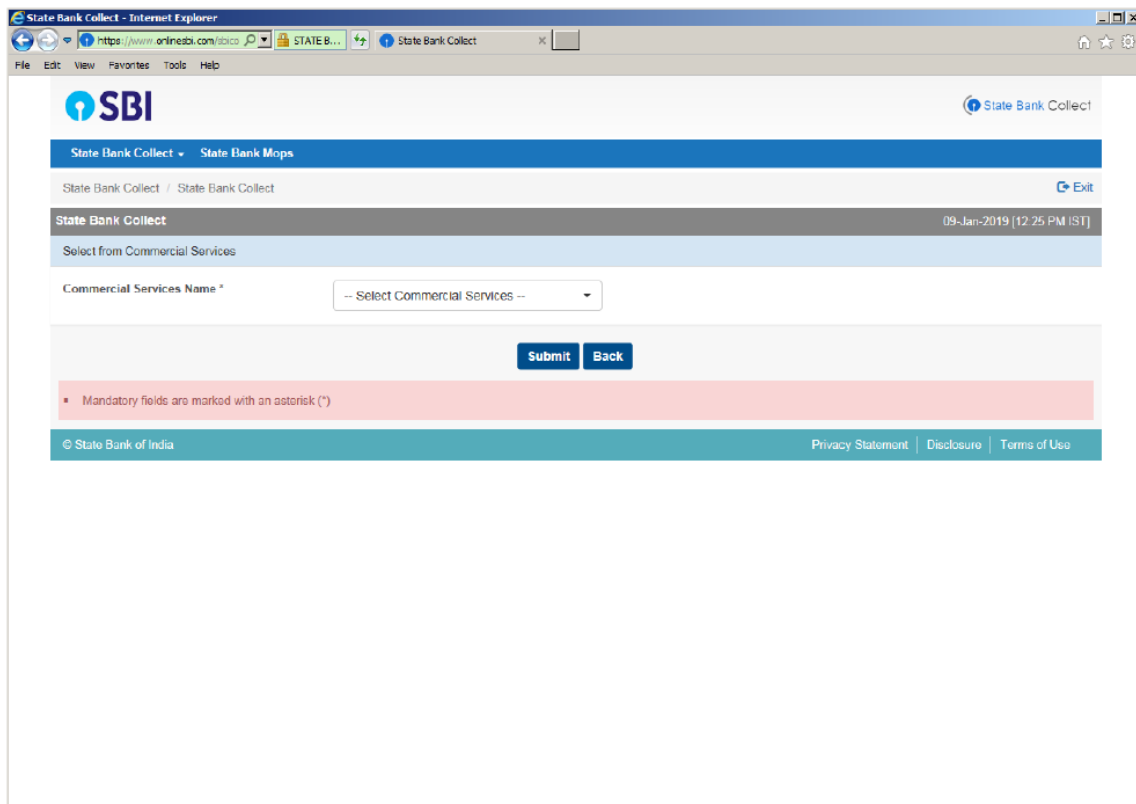 State Bank Collect - Internet Explorer
https://www.onlinesbi.com/sbico STATE B... State Bank Collect
File Edit View Favorites Tools Help
SBI State Bank Collect
State Bank Collect State Bank Mops
State Bank Collect / State Bank Collect Exit
State Bank Collect 09-Jan-2019 [12:25 PM IST]
Select from Commercial Services
Commercial Services Name * -- Select Commercial Services --
Submit Back
Mandatory fields are marked with an asterisk (*)
© State Bank of India Privacy Statement | Disclosure | Terms of Use